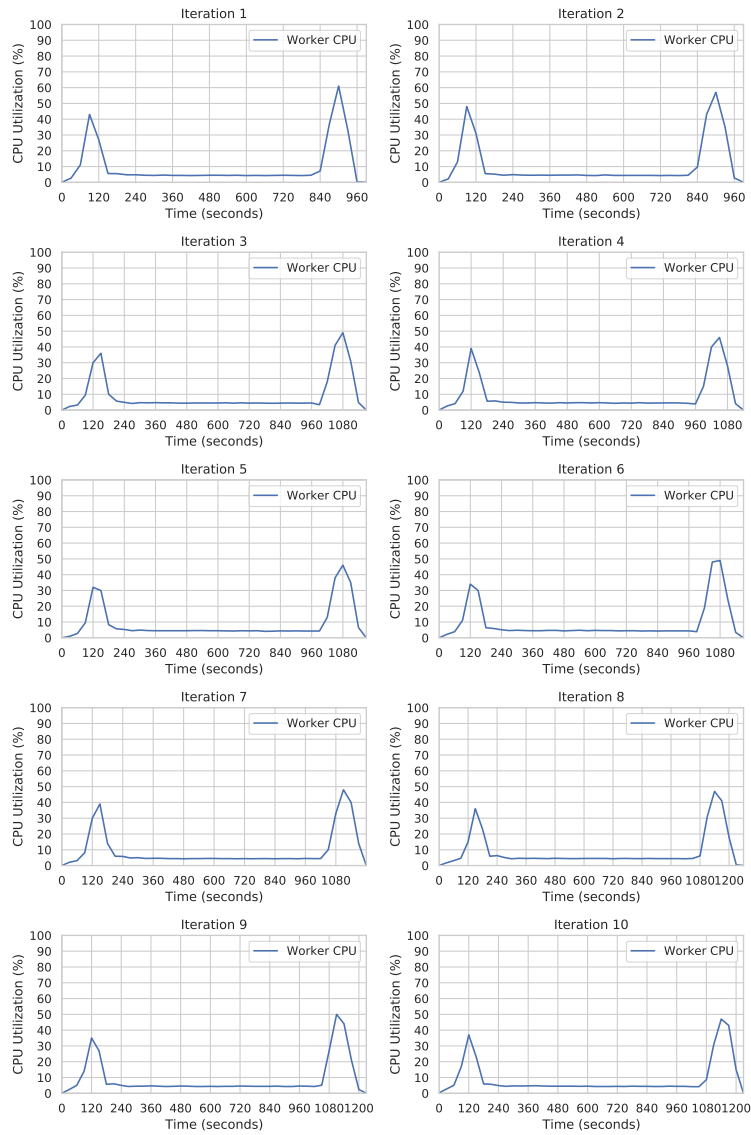 Iteration 1
100
90
80
70
60
50
40
30
20
10
0
CPU Utilization (%)
Worker CPU
0 120 240 360 480 600 720 840 960
Time (seconds)
Iteration 2
100
90
80
70
60
50
40
30
20
10
0
CPU Utilization (%)
Worker CPU
0 120 240 360 480 600 720 840 960
Time (seconds)
Iteration 3
100
90
80
70
60
50
40
30
20
10
0
CPU Utilization (%)
Worker CPU
0 120 240 360 480 600 720 840 960 1080
Time (seconds)
Iteration 4
100
90
80
70
60
50
40
30
20
10
0
CPU Utilization (%)
Worker CPU
0 120 240 360 480 600 720 840 960 1080
Time (seconds)
Iteration 5
100
90
80
70
60
50
40
30
20
10
0
CPU Utilization (%)
Worker CPU
0 120 240 360 480 600 720 840 960 1080
Time (seconds)
Iteration 6
100
90
80
70
60
50
40
30
20
10
0
CPU Utilization (%)
Worker CPU
0 120 240 360 480 600 720 840 960 1080
Time (seconds)
Iteration 7
100
90
80
70
60
50
40
30
20
10
0
CPU Utilization (%)
Worker CPU
0 120 240 360 480 600 720 840 960 1080
Time (seconds)
Iteration 8
100
90
80
70
60
50
40
30
20
10
0
CPU Utilization (%)
Worker CPU
0 120 240 360 480 600 720 840 960 1080 1200
Time (seconds)
Iteration 9
100
90
80
70
60
50
40
30
20
10
0
CPU Utilization (%)
Worker CPU
0 120 240 360 480 600 720 840 960 1080 1200
Time (seconds)
Iteration 10
100
90
80
70
60
50
40
30
20
10
0
CPU Utilization (%)
Worker CPU
0 120 240 360 480 600 720 840 960 1080 1200
Time (seconds)